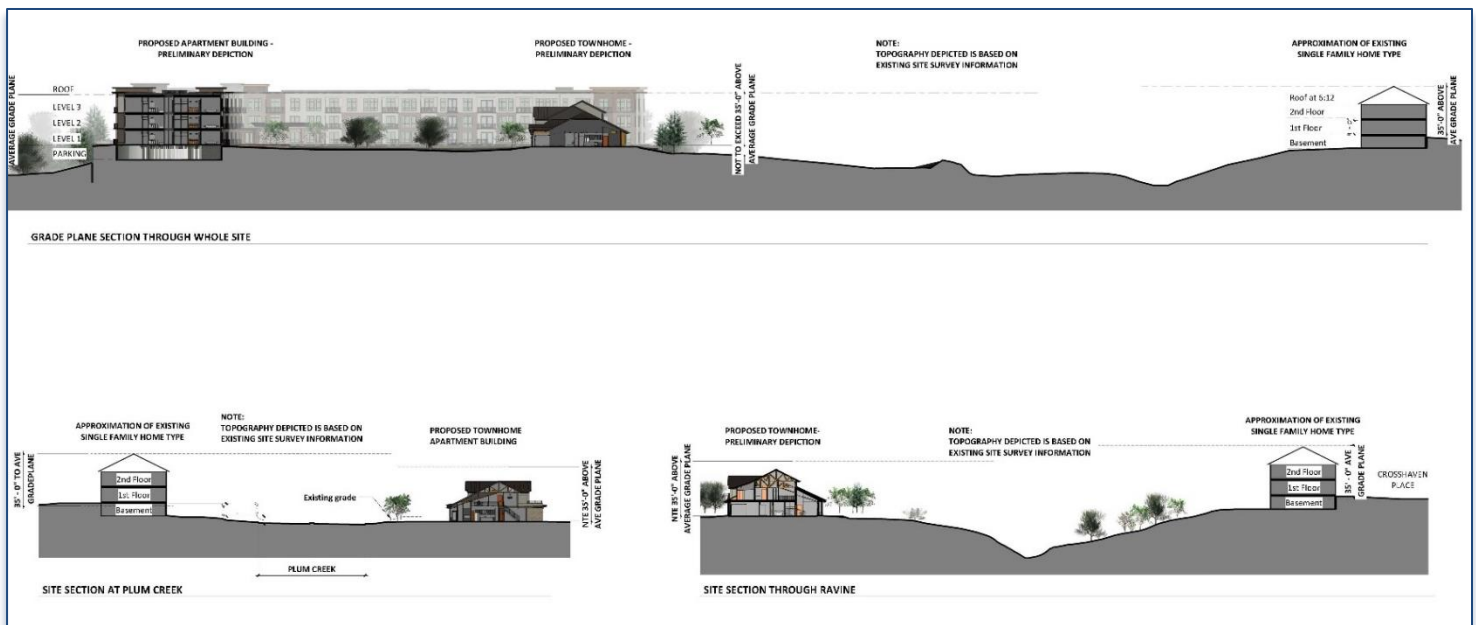 PROPOSED APARTMENT BUILDING -
PRELIMINARY DEPICTION
PROPOSED TOWNHOME -
PRELIMINARY DEPICTION
NOTE:
TOPOGRAPHY DEPICTED IS BASED ON
EXISTING SITE SURVEY INFORMATION
APPROXIMATION OF EXISTING
SINGLE FAMILY HOME TYPE
AVERAGE GRADE PLANE
ROOF
LEVEL 3
LEVEL 2
LEVEL 1
PARKING
NOT TO EXCEED 35'-0" ABOVE
AVERAGE GRADE PLANE
Roof at 6:12
2nd Floor
1st Floor
Basement
35'-0" ABOVE
AVE GRADE PLANE
GRADE PLANE SECTION THROUGH WHOLE SITE
APPROXIMATION OF EXISTING
SINGLE FAMILY HOME TYPE
NOTE:
TOPOGRAPHY DEPICTED IS BASED ON
EXISTING SITE SURVEY INFORMATION
PROPOSED TOWNHOME
APARTMENT BUILDING
35' - 0" TO AVE
GRADEPLANE
2nd Floor
1st Floor
Basement
Existing grade
NTE 35'-0" ABOVE
AVE GRADE PLANE
PLUM CREEK
SITE SECTION AT PLUM CREEK
PROPOSED TOWNHOME-
PRELIMINARY DEPICTION
NOTE:
TOPOGRAPHY DEPICTED IS BASED ON
EXISTING SITE SURVEY INFORMATION
APPROXIMATION OF EXISTING
SINGLE FAMILY HOME TYPE
NTE 35'-0" ABOVE
AVERAGE GRADE PLANE
2nd Floor
1st Floor
Basement
35' - 0" AVE
GRADE PLANE
CROSSHAVEN
PLACE
SITE SECTION THROUGH RAVINE